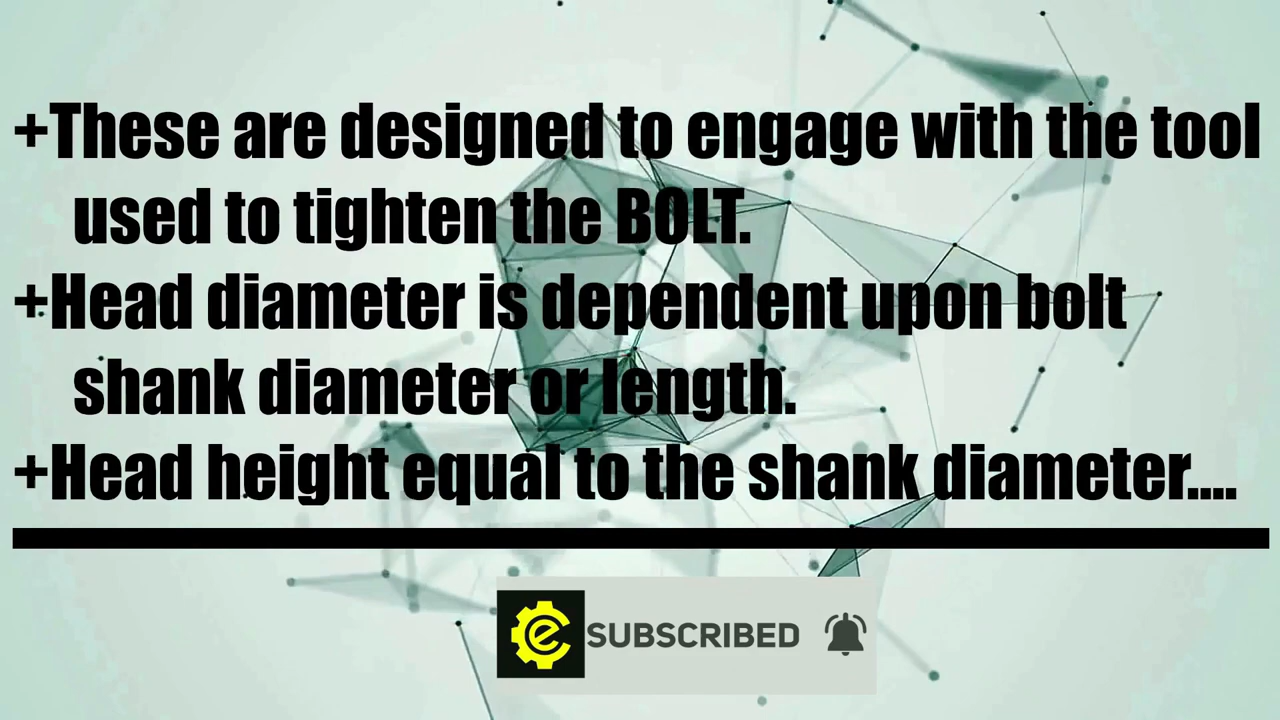 +These are designed to engage with the tool
used to tighten the BOLT.
+Head diameter is dependent upon bolt
shank diameter or length.
+Head height equal to the shank diameter....
e SUBSCRIBED